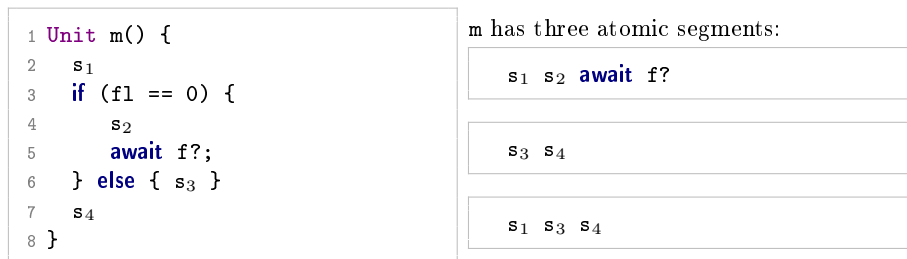 1 Unit m() {
2 s₁
3 if (fl == 0) {
4 s₂
5 await f?;
6 } else { s₃ }
7 s₄
8 }
m has three atomic segments:
s₁ s₂ await f?
s₃ s₄
s₁ s₃ s₄